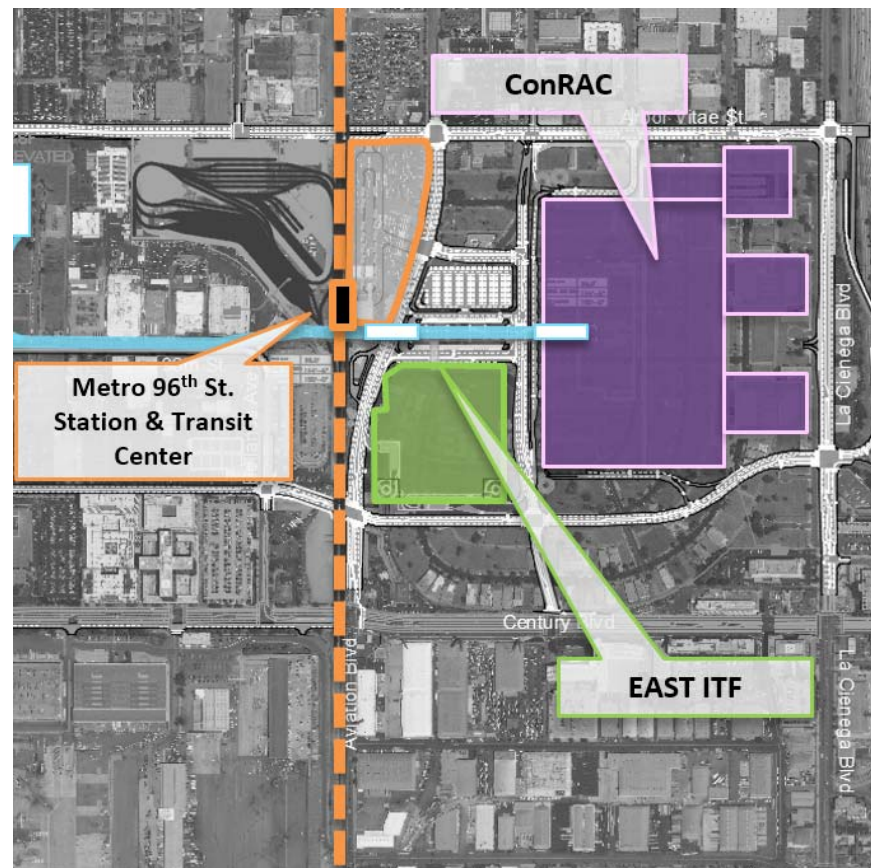 ConRAC
Arbor Vitae St
Metro 96th St.
Station & Transit
Center
La Cienega Blvd
Century Blvd
EAST ITF
Aviation Blvd
La Cienega Blvd